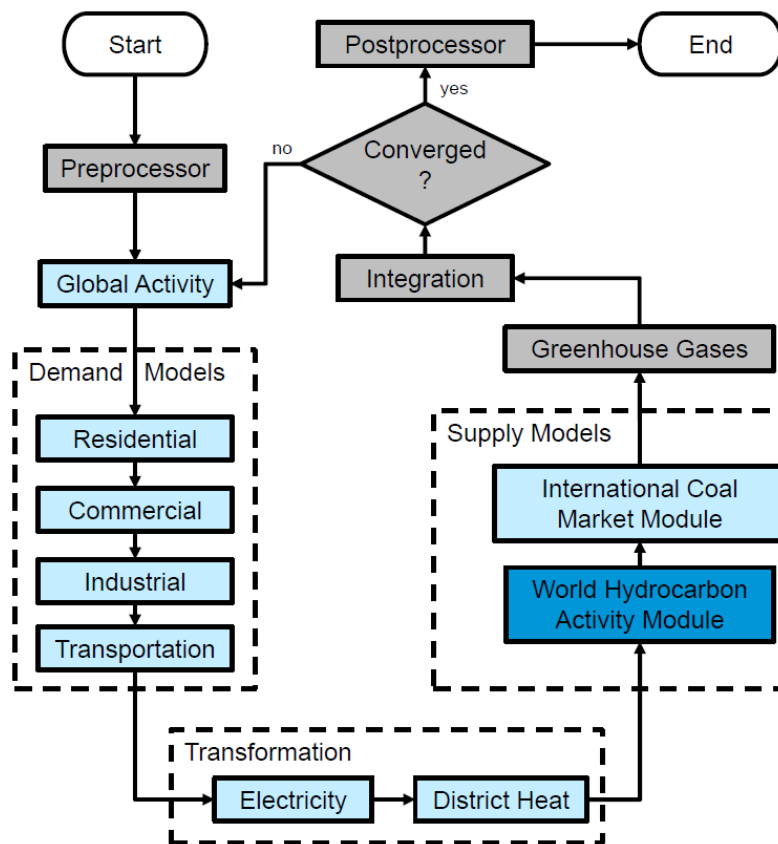 Start
Postprocessor
End
yes
no
Converged
?
Preprocessor
Global Activity
Integration
Greenhouse Gases
Demand Models
Residential
Commercial
Industrial
Transportation
Supply Models
International Coal
Market Module
World Hydrocarbon
Activity Module
Transformation
Electricity
District Heat